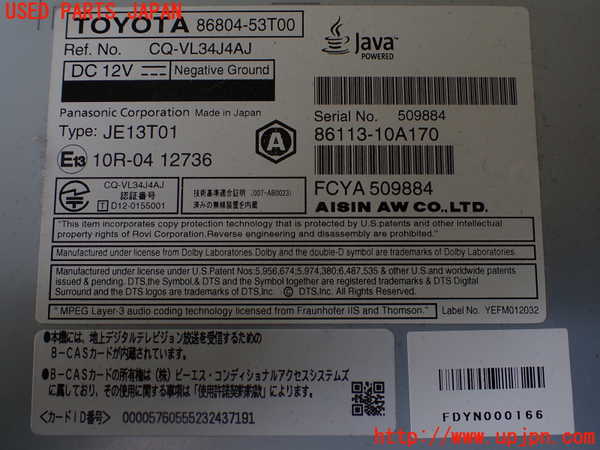 USED PARTS JAPAN
TOYOTA 86804-53T00
Ref. No. CQ-VL34J4AJ
DC 12V Negative Ground
Java
POWERED
Panasonic Corporation Made in Japan
Type: JE13T01
Serial No. 509884
86113-10A170
A
E13 10R-04 12736
CQ-VL34J4AJ
認証番号
T D12-0155001
技術基準適合証明(007-AB0023)
済みの無線装置を内蔵
FCYA 509884
AISIN AW CO.,LTD.
"This item incorporates copy protection technology that is protected by U.S. patents and other intellectual
property rights of Rovi Corporation.Reverse engineering and disassembly are prohibited."
Manufactured under license from Dolby Laboratories. Dolby and the double-D symbol are trademarks of Dolby Laboratories.
Manufactured under license under U.S.Patent Nos:5,956,674;5,974,380;6,487,535 & other U.S. and worldwide patents
issued & pending. DTS,the Symbol,& DTS and the Symbol together are registered trademarks & DTS Digital
Surround and the DTS logos are trademarks of DTS,Inc. © DTS,Inc.All Rights Reserved.
"MPEG Layer-3 audio coding technology licensed from Fraunhofer IIS and Thomson." Label No. YEFM012032
●本機には、地上デジタルテレビジョン放送を受信するための
B-CASカードが内蔵されています。
●B-CASカードの所有権は(株)ビーエス・コンディショナルアクセスシステムズ
に属しており、その使用に関する事項は「使用許諾契約約款」によります。
<カードID番号> 00005760555232437191
FDYN000166
http://www.upjpn.com